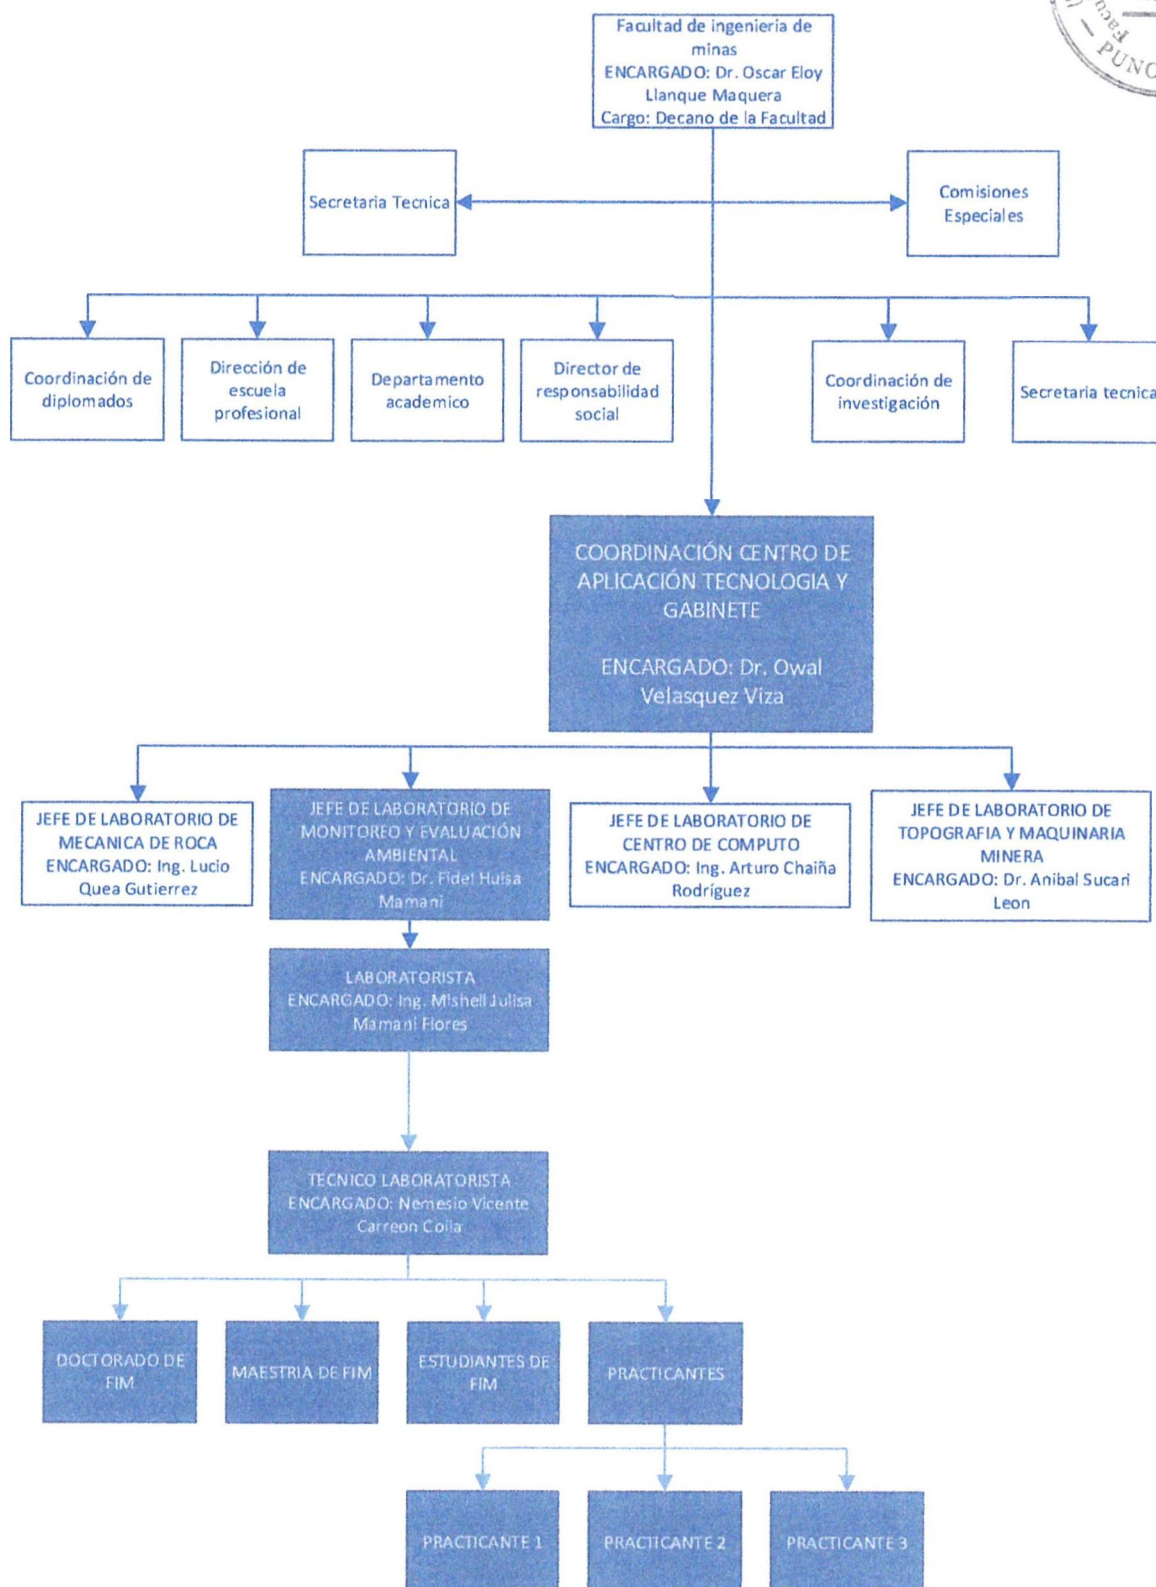 Facu
PUNO
Facultad de ingenieria de
minas
ENCARGADO: Dr. Oscar Eloy
Llanque Maquera
Cargo: Decano de la Facultad
Secretaria Tecnica
Comisiones
Especiales
Coordinación de
diplomados
Dirección de
escuela
profesional
Departamento
academico
Director de
responsabilidad
social
Coordinación de
investigación
Secretaria tecnica
COORDINACIÓN CENTRO DE
APLICACIÓN TECNOLOGIA Y
GABINETE
ENCARGADO: Dr. Owal
Velasquez Viza
JEFE DE LABORATORIO DE
MECANICA DE ROCA
ENCARGADO: Ing. Lucio
Quea Gutierrez
JEFE DE LABORATORIO DE
MONITOREO Y EVALUACIÓN
AMBIENTAL
ENCARGADO: Dr. Fidel Huisa
Mamani
JEFE DE LABORATORIO DE
CENTRO DE COMPUTO
ENCARGADO: Ing. Arturo Chaiña
Rodríguez
JEFE DE LABORATORIO DE
TOPOGRAFIA Y MAQUINARIA
MINERA
ENCARGADO: Dr. Anibal Sucari
Leon
LABORATORISTA
ENCARGADO: Ing. Mishell Julisa
Mamani Flores
TECNICO LABORATORISTA
ENCARGADO: Nemesio Vicente
Carreon Coila
DOCTORADO DE
FIM
MAESTRIA DE FIM
ESTUDIANTES DE
FIM
PRACTICANTES
PRACTICANTE 1
PRACTICANTE 2
PRACTICANTE 3